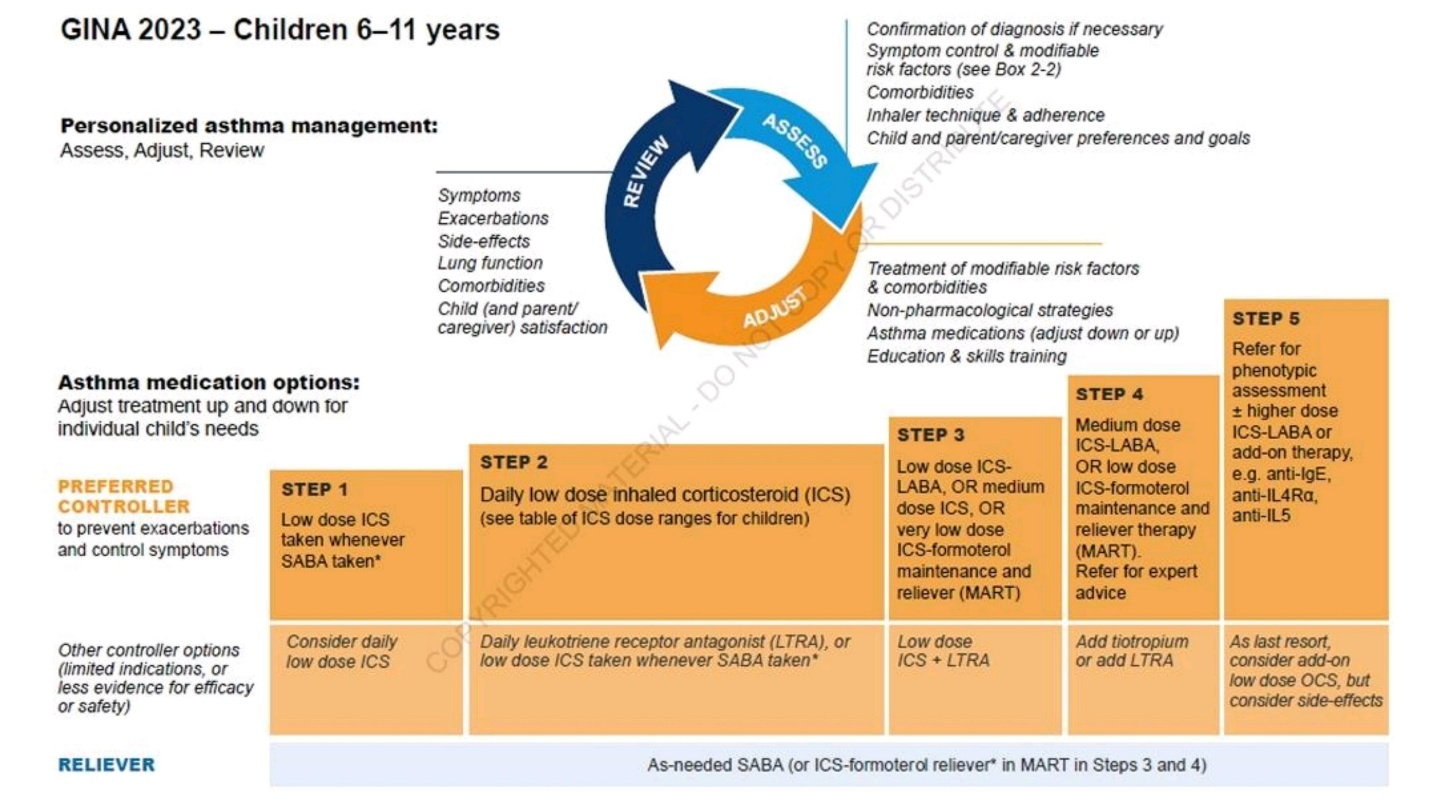 GINA 2023 – Children 6–11 years
Personalized asthma management:
Assess, Adjust, Review
Confirmation of diagnosis if necessary
Symptom control & modifiable
risk factors (see Box 2-2)
Comorbidities
Inhaler technique & adherence
Child and parent/caregiver preferences and goals
REVIEW
ASSESS
ADJUST
Symptoms
Exacerbations
Side-effects
Lung function
Comorbidities
Child (and parent/
caregiver) satisfaction
Treatment of modifiable risk factors
& comorbidities
Non-pharmacological strategies
Asthma medications (adjust down or up)
Education & skills training
Asthma medication options:
Adjust treatment up and down for
individual child's needs
PREFERRED
CONTROLLER
to prevent exacerbations
and control symptoms
STEP 1
Low dose ICS
taken whenever
SABA taken*
STEP 2
Daily low dose inhaled corticosteroid (ICS)
(see table of ICS dose ranges for children)
STEP 3
Low dose ICS-
LABA, OR medium
dose ICS, OR
very low dose
ICS-formoterol
maintenance and
reliever (MART)
STEP 4
Medium dose
ICS-LABA,
OR low dose
ICS-formoterol
maintenance and
reliever therapy
(MART).
Refer for expert
advice
STEP 5
Refer for
phenotypic
assessment
± higher dose
ICS-LABA or
add-on therapy,
e.g. anti-IgE,
anti-IL4Rα,
anti-IL5
Other controller options
(limited indications, or
less evidence for efficacy
or safety)
Consider daily
low dose ICS
Daily leukotriene receptor antagonist (LTRA), or
low dose ICS taken whenever SABA taken*
Low dose
ICS + LTRA
Add tiotropium
or add LTRA
As last resort,
consider add-on
low dose OCS, but
consider side-effects
RELIEVER
As-needed SABA (or ICS-formoterol reliever* in MART in Steps 3 and 4)
COPYRIGHTED MATERIAL - DO NOT COPY OR DISTRIBUTE